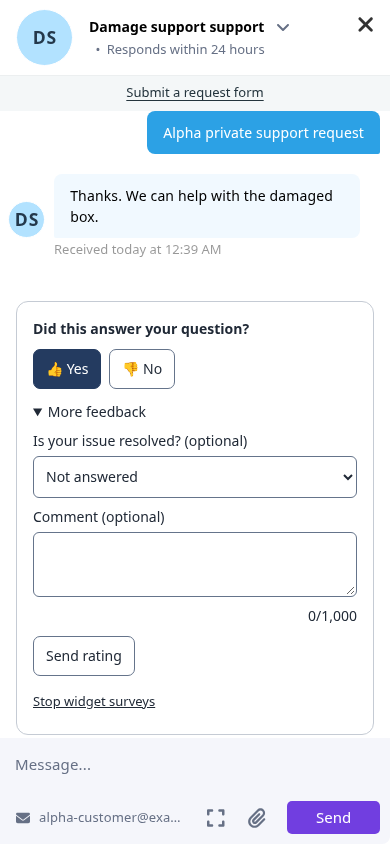 DS
Damage support support
• Responds within 24 hours
Submit a request form
Alpha private support request
Thanks. We can help with the damaged
box.
DS
Received today at 12:39 AM
Did this answer your question?
👍 Yes
👎 No
▼ More feedback
Is your issue resolved? (optional)
Not answered
Comment (optional)
0/1,000
Send rating
Stop widget surveys
Message...
alpha-customer@exa...
Send